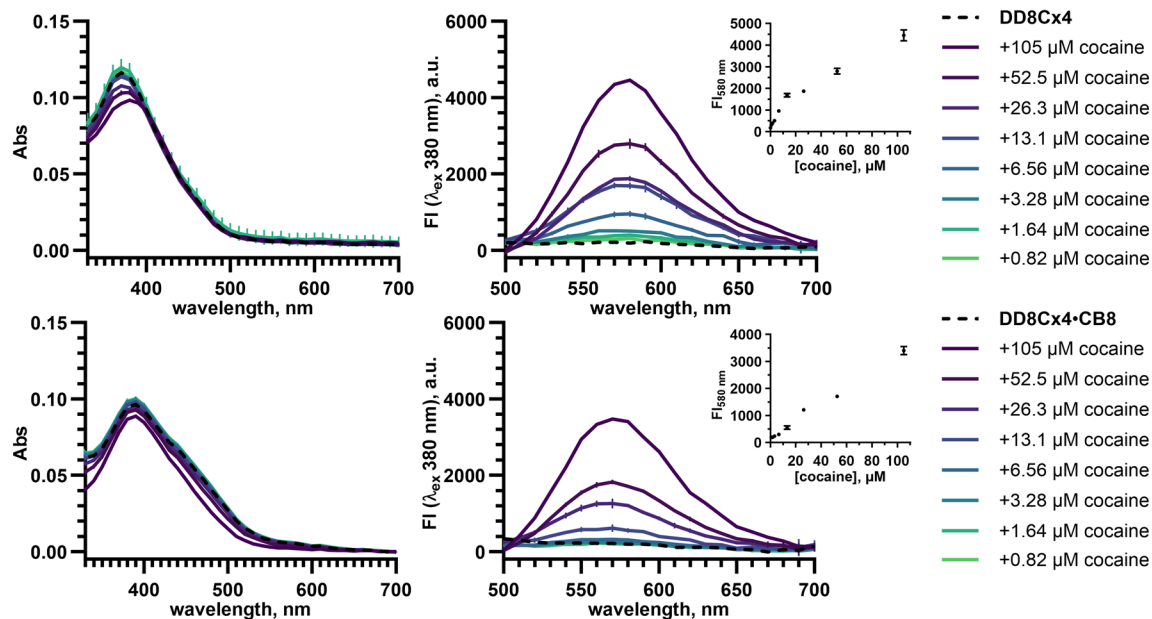 0.15
0.10
0.05
0.00
Abs
400
500
600
700
wavelength, nm
6000
4000
2000
0
FI (λex 380 nm), a.u.
500
550
600
650
700
wavelength, nm
5000
4000
3000
2000
1000
0
FI580 nm
0
20
40
60
80
100
[cocaine], µM
DD8Cx4
+105 µM cocaine
+52.5 µM cocaine
+26.3 µM cocaine
+13.1 µM cocaine
+6.56 µM cocaine
+3.28 µM cocaine
+1.64 µM cocaine
+0.82 µM cocaine
0.15
0.10
0.05
0.00
Abs
400
500
600
700
wavelength, nm
6000
4000
2000
0
FI (λex 380 nm), a.u.
500
550
600
650
700
wavelength, nm
4000
3000
2000
1000
0
FI580 nm
0
20
40
60
80
100
[cocaine], µM
DD8Cx4•CB8
+105 µM cocaine
+52.5 µM cocaine
+26.3 µM cocaine
+13.1 µM cocaine
+6.56 µM cocaine
+3.28 µM cocaine
+1.64 µM cocaine
+0.82 µM cocaine